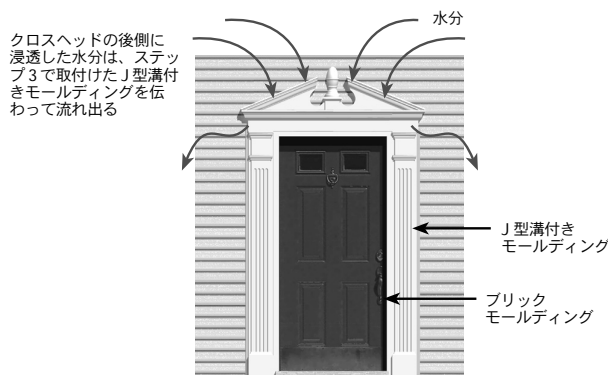 クロスヘッドの後側に
浸透した水分は、ステッ
プ 3 で取付けた J 型溝付
きモールディングを伝
わって流れ出る
水分
J 型溝付き
モールディング
ブリック
モールディング